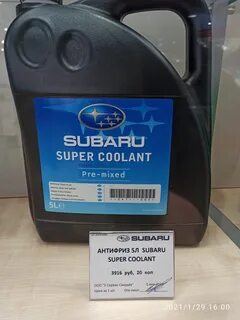 SUBARU
SUPER COOLANT
Pre-mixed
5L e
SUBARU
АНТИФРИЗ 5Л SUBARU
SUPER COOLANT
3916 руб, 20 коп
2021/1/29 16:00